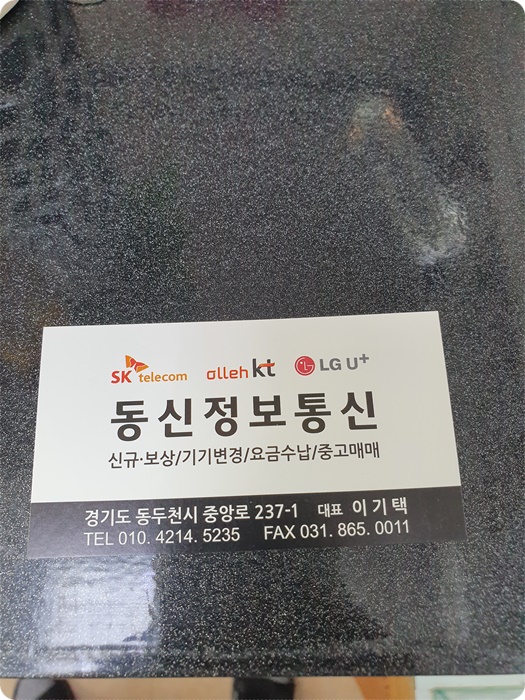 SK telecom olleh kt LG U+
동신정보통신
신규·보상/기기변경/요금수납/중고매매
경기도 동두천시 중앙로 237-1 대표 이기택
TEL 010. 4214. 5235 FAX 031. 865. 0011